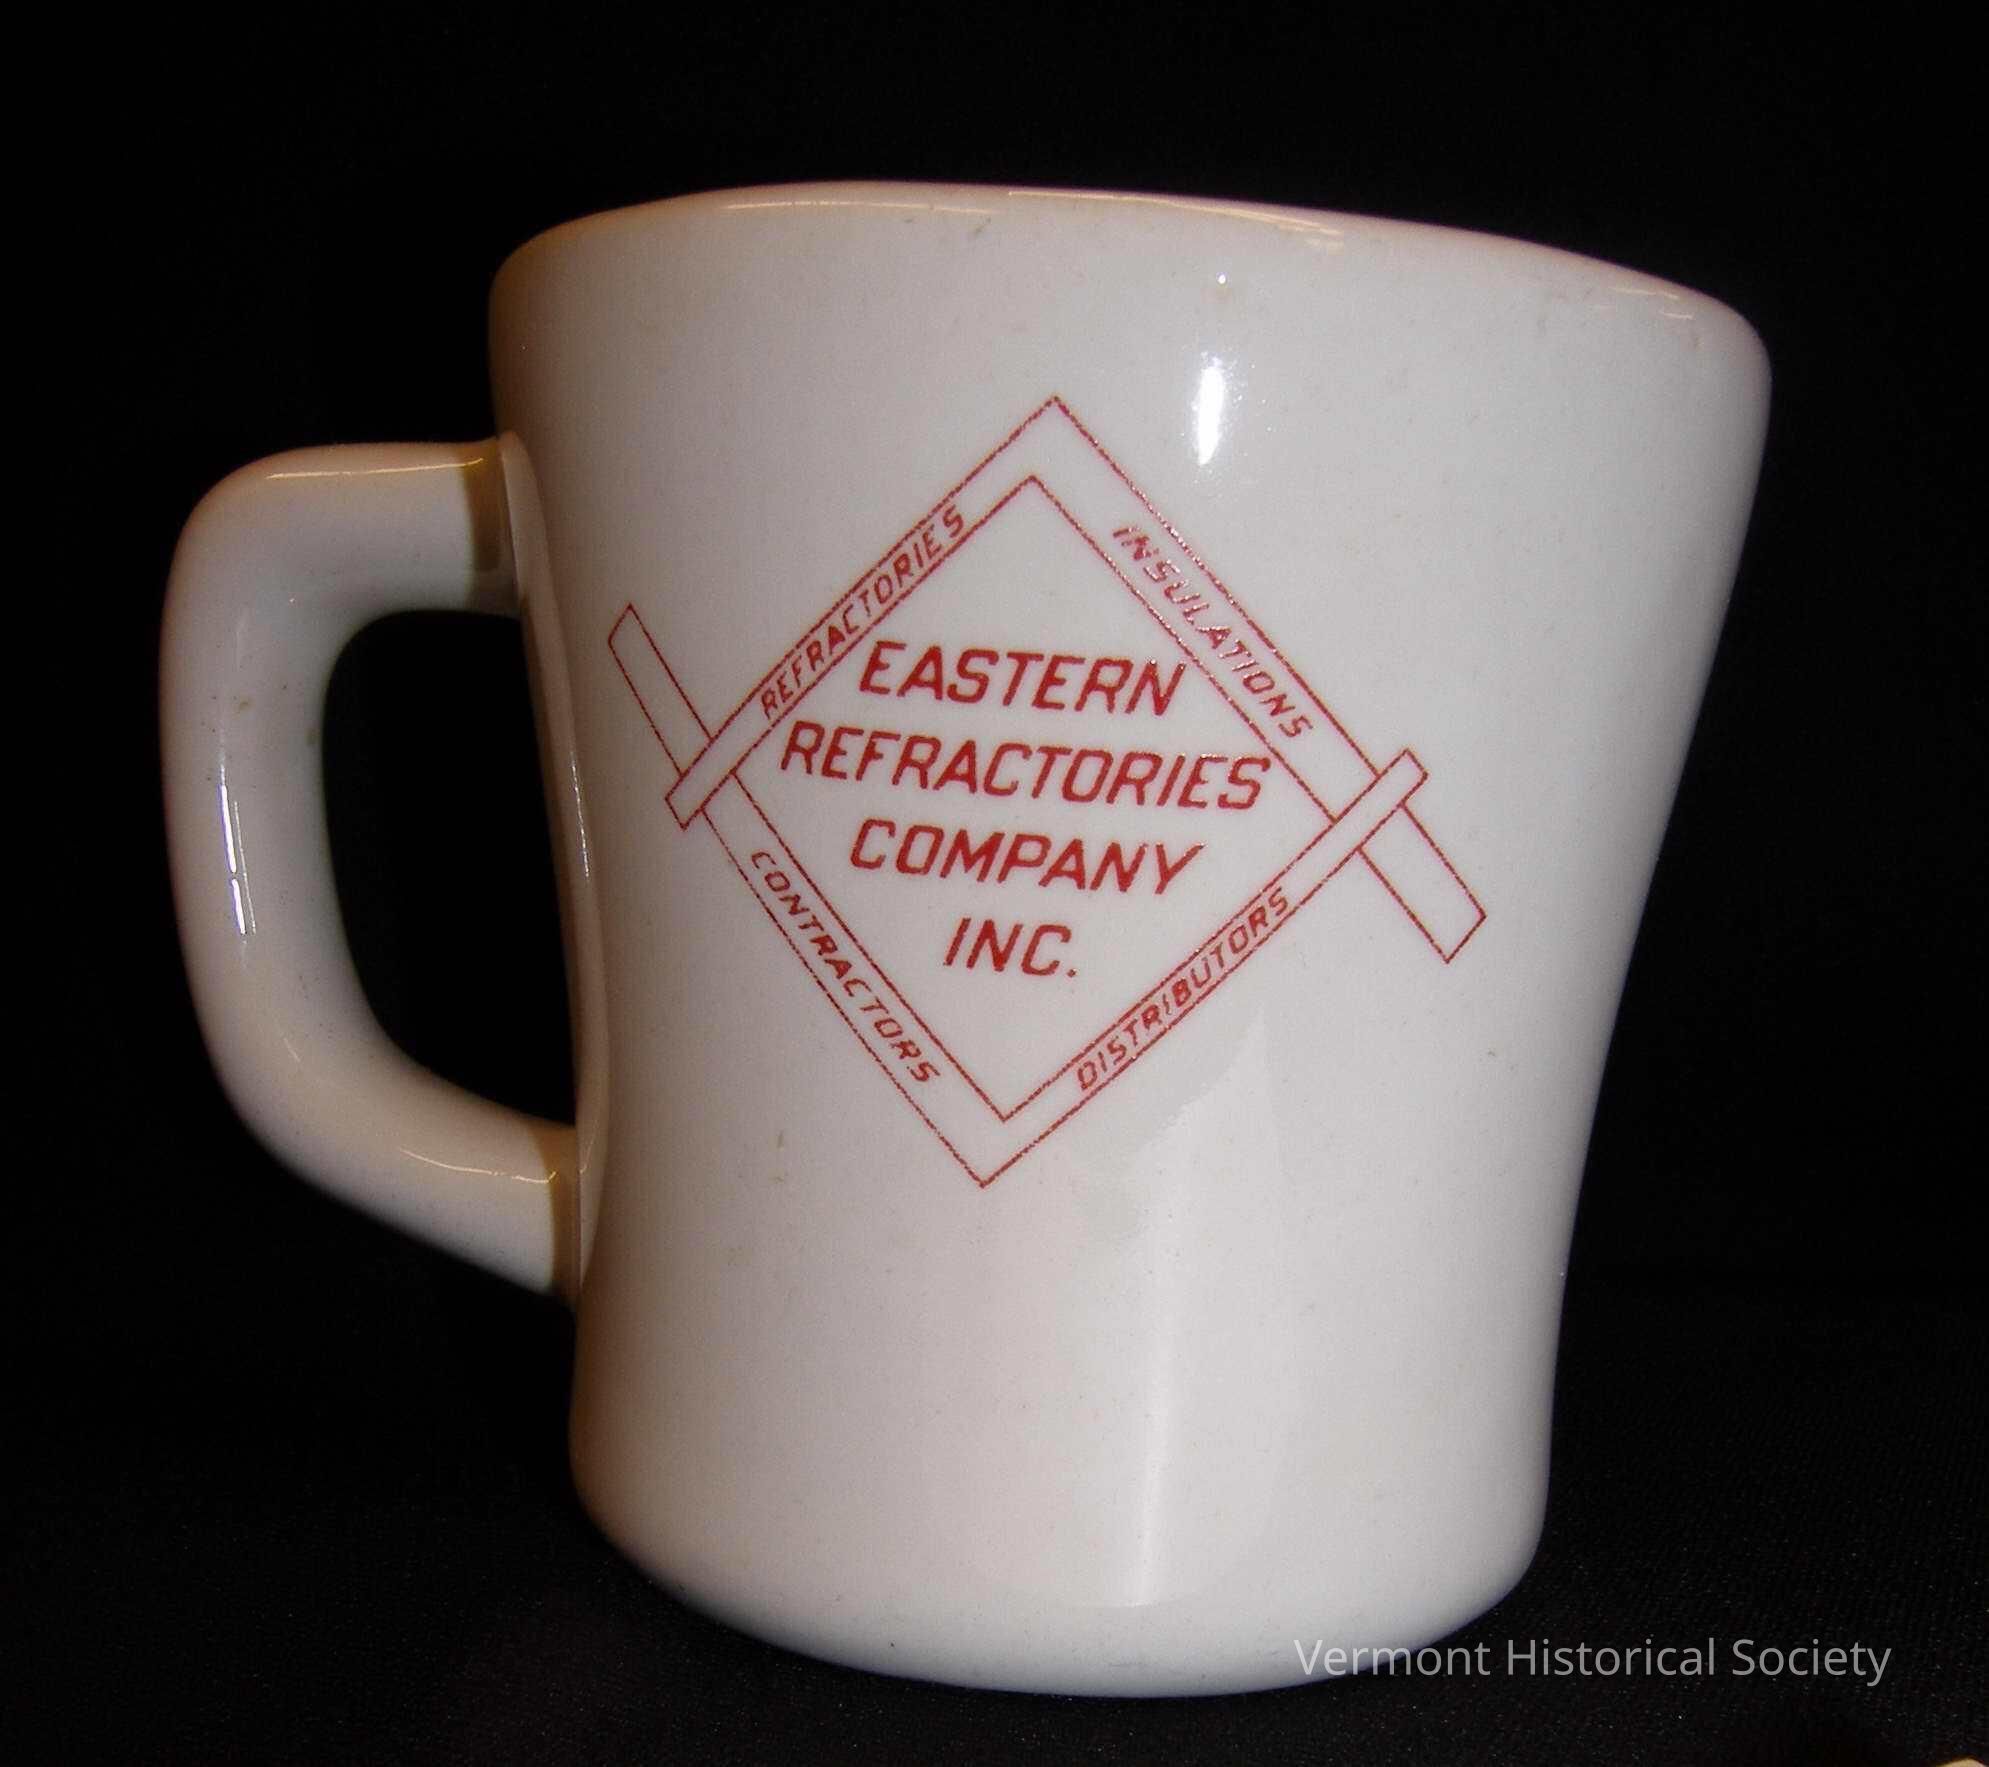 REFRACTORIES
INSULATIONS
EASTERN
REFRACTORIES
COMPANY
INC.
CONTRACTORS
DISTRIBUTORS
Vermont Historical Society